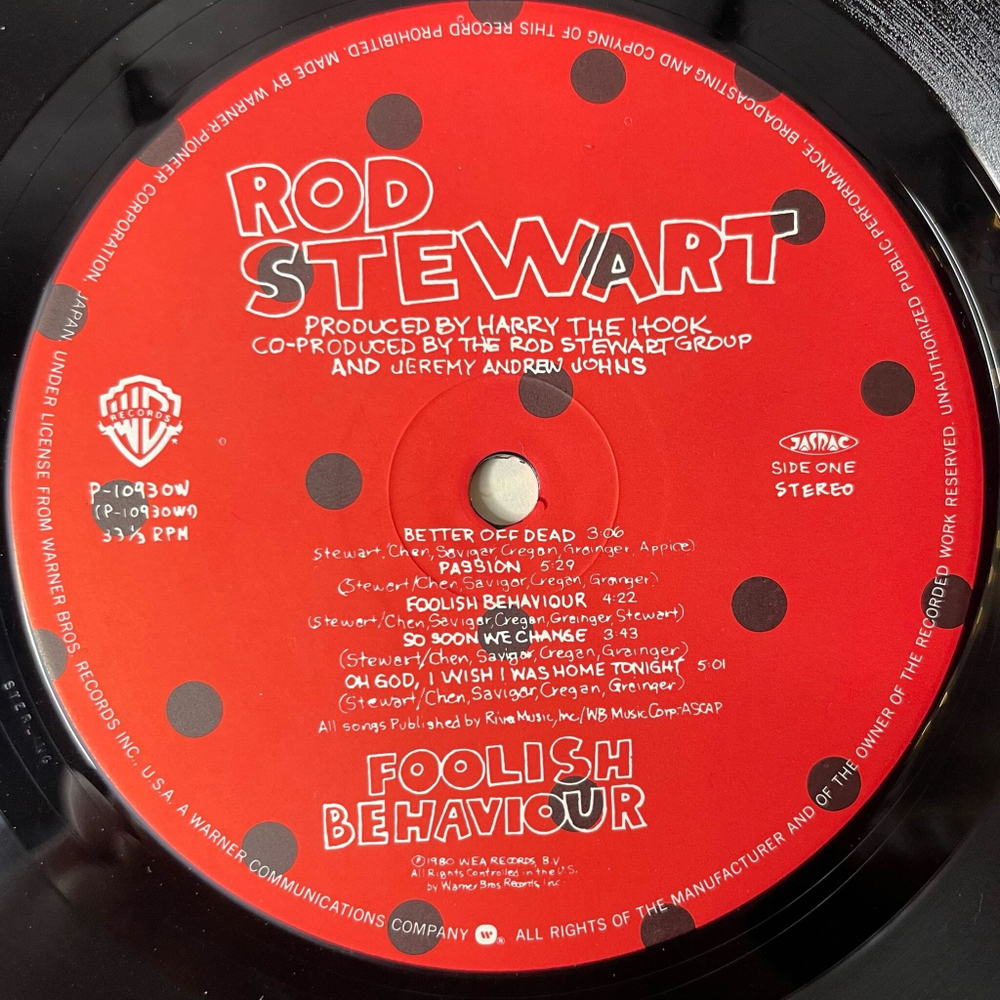 ROD
STEWART
PRODUCED BY HARRY THE HOOK
CO-PRODUCED BY THE ROD STEWART GROUP
AND JEREMY ANDREW JOHNS
W
RECORDS
P-10930W
(P-10930W1)
33 1/3 RPM
JASRAC
SIDE ONE
STEREO
BETTER OFF DEAD 3:06
Stewart, Chen, Savigar, Cregan, Grainger, Appice)
PASSION 5:29
(Stewart/Chen, Savigar, Cregan, Grainger)
FOOLISH BEHAVIOUR 4:22
(Stewart/Chen, Savigar, Cregan, Grainger, Stewart)
SO SOON WE CHANGE 3:43
(Stewart/Chen, Savigar, Cregan, Grainger)
OH GOD, I WISH I WAS HOME TONIGHT 5:01
(Stewart/Chen, Savigar, Cregan, Grainger)
All songs Published by Riva Music, Inc/WB Music Corp.-ASCAP
FOOLISH
BEHAVIOUR
℗1980 WEA RECORDS, B.V.
All Rights Controlled in the U.S.
by Warner Bros Records, Inc
ALL RIGHTS OF THE MANUFACTURER AND OF THE OWNER OF THE RECORDED WORK RESERVED. UNAUTHORIZED PUBLIC PERFORMANCE, BROADCASTING AND COPYING OF THIS RECORD PROHIBITED. MADE BY WARNER-PIONEER CORPORATION, JAPAN, UNDER LICENSE FROM WARNER BROS RECORDS INC., U.S.A. A WARNER COMMUNICATIONS COMPANY
STERLING